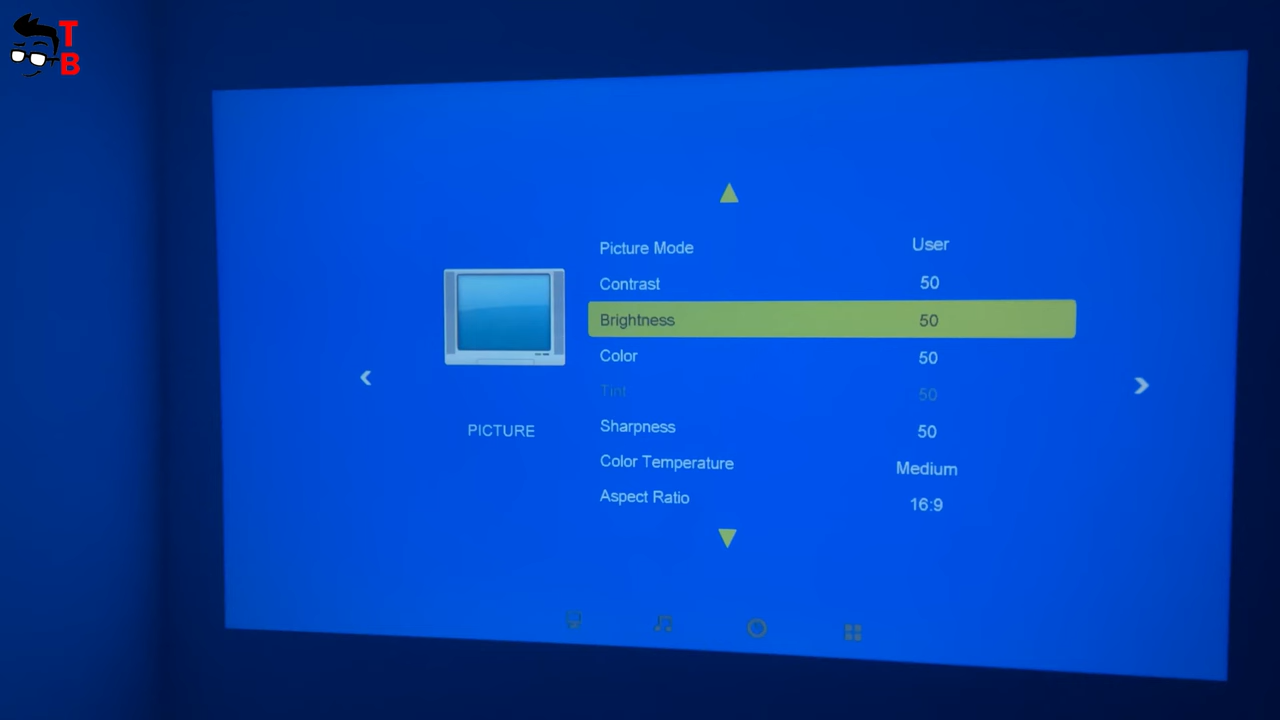 TB
Picture Mode User
Contrast 50
Brightness 50
Color 50
Tint 50
Sharpness 50
Color Temperature Medium
Aspect Ratio 16:9
PICTURE